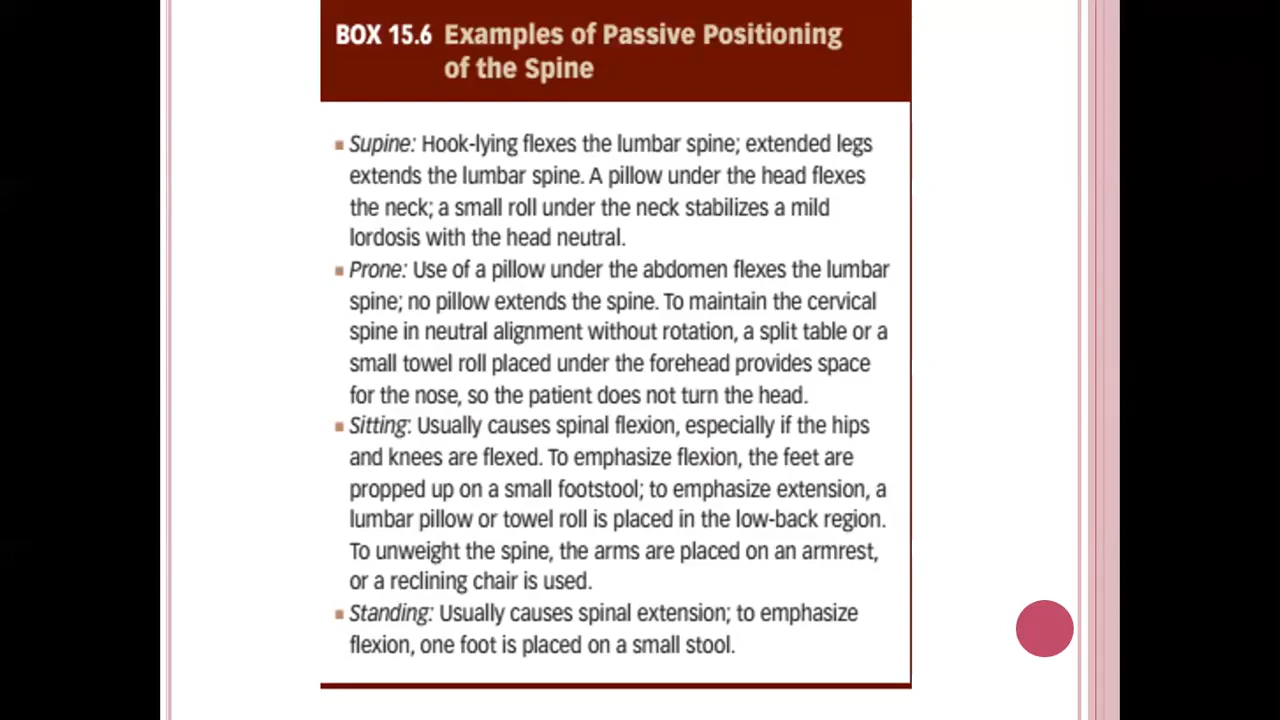 BOX 15.6 Examples of Passive Positioning
of the Spine
▪ Supine: Hook-lying flexes the lumbar spine; extended legs
extends the lumbar spine. A pillow under the head flexes
the neck; a small roll under the neck stabilizes a mild
lordosis with the head neutral.
▪ Prone: Use of a pillow under the abdomen flexes the lumbar
spine; no pillow extends the spine. To maintain the cervical
spine in neutral alignment without rotation, a split table or a
small towel roll placed under the forehead provides space
for the nose, so the patient does not turn the head.
▪ Sitting: Usually causes spinal flexion, especially if the hips
and knees are flexed. To emphasize flexion, the feet are
propped up on a small footstool; to emphasize extension, a
lumbar pillow or towel roll is placed in the low-back region.
To unweight the spine, the arms are placed on an armrest,
or a reclining chair is used.
▪ Standing: Usually causes spinal extension; to emphasize
flexion, one foot is placed on a small stool.